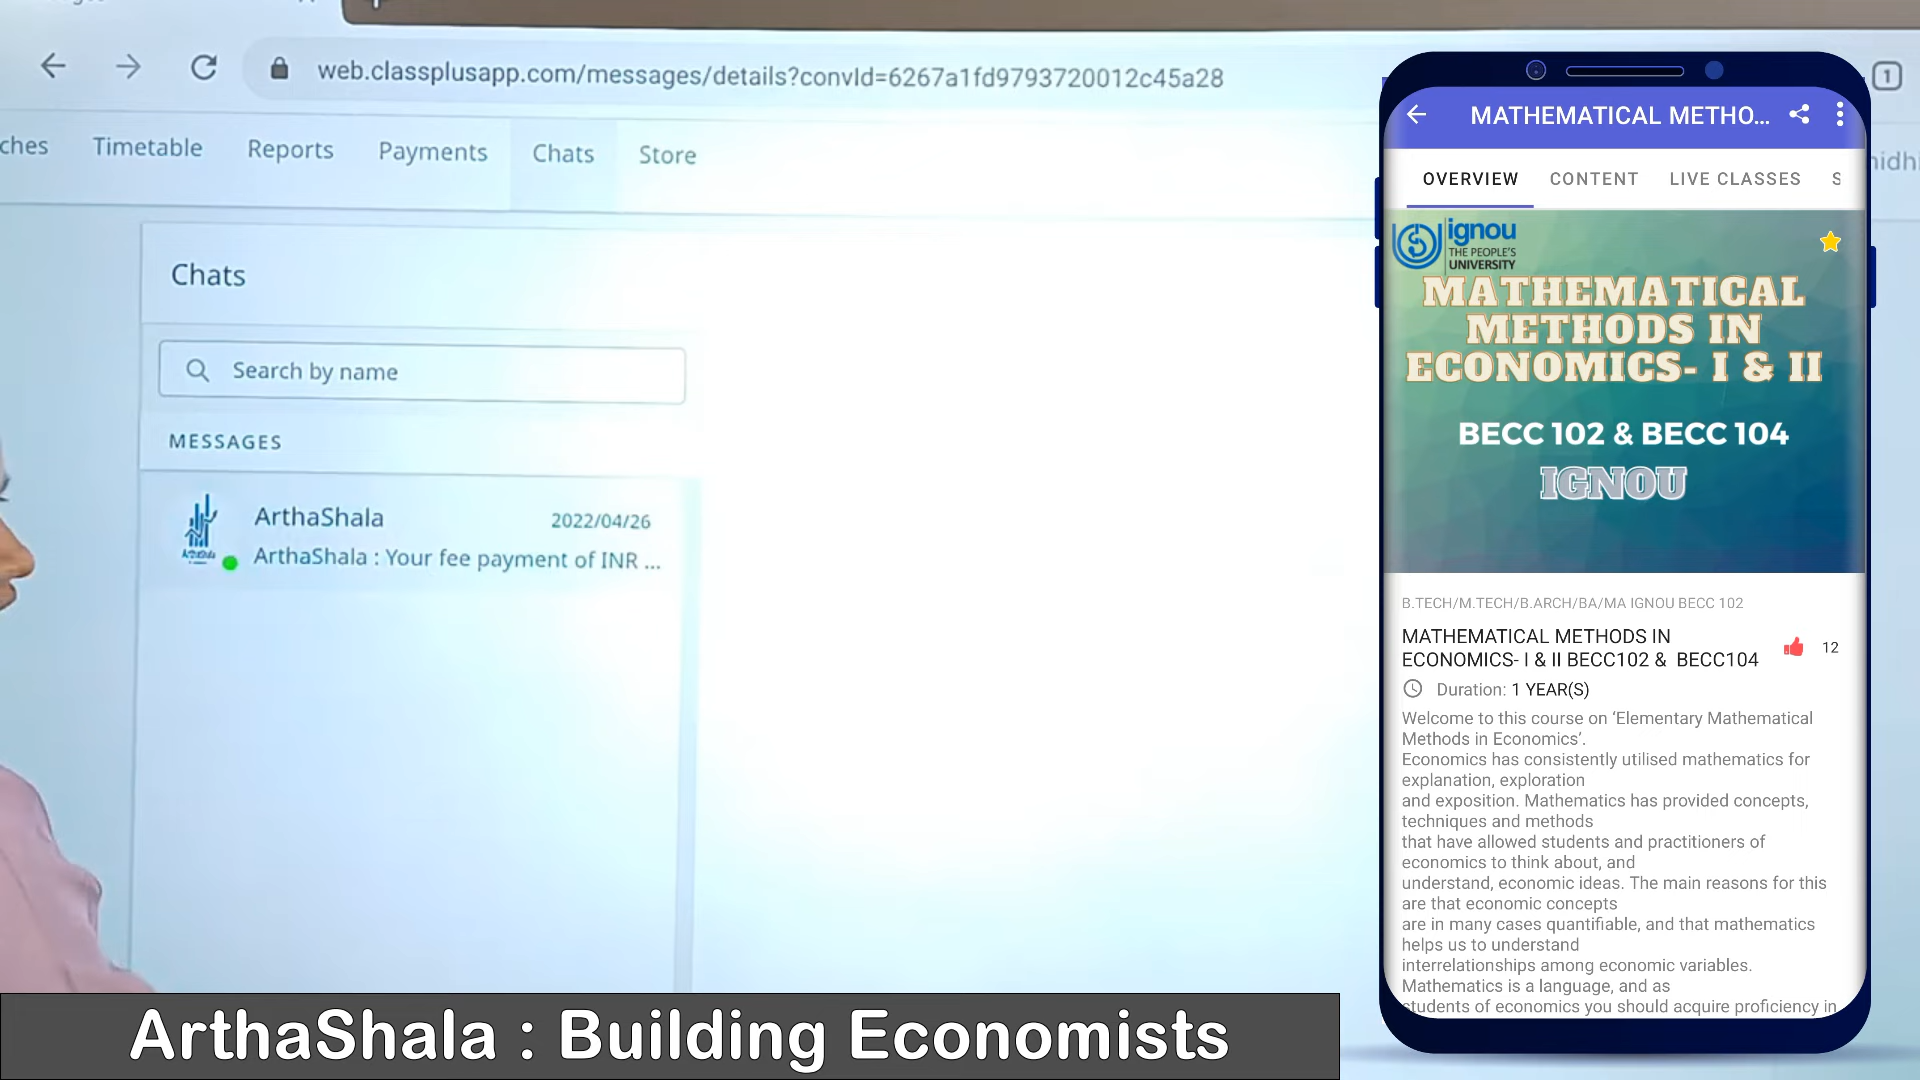 web.classplusapp.com/messages/details?convId=6267a1fd9793720012c45a28
1
ches Timetable Reports Payments Chats Store
Chats
Search by name
MESSAGES
ArthaShala 2022/04/26
ArthaShala : Your fee payment of INR ...
ArthaShala : Building Economists
MATHEMATICAL METHO...
OVERVIEW CONTENT LIVE CLASSES S
ignou
THE PEOPLE'S
UNIVERSITY
MATHEMATICAL
METHODS IN
ECONOMICS- I & II
BECC 102 & BECC 104
IGNOU
B.TECH/M.TECH/B.ARCH/BA/MA IGNOU BECC 102
MATHEMATICAL METHODS IN
ECONOMICS- I & II BECC102 & BECC104
12
Duration: 1 YEAR(S)
Welcome to this course on ‘Elementary Mathematical
Methods in Economics’.
Economics has consistently utilised mathematics for
explanation, exploration
and exposition. Mathematics has provided concepts,
techniques and methods
that have allowed students and practitioners of
economics to think about, and
understand, economic ideas. The main reasons for this
are that economic concepts
are in many cases quantifiable, and that mathematics
helps us to understand
interrelationships among economic variables.
Mathematics is a language, and as
students of economics you should acquire proficiency in